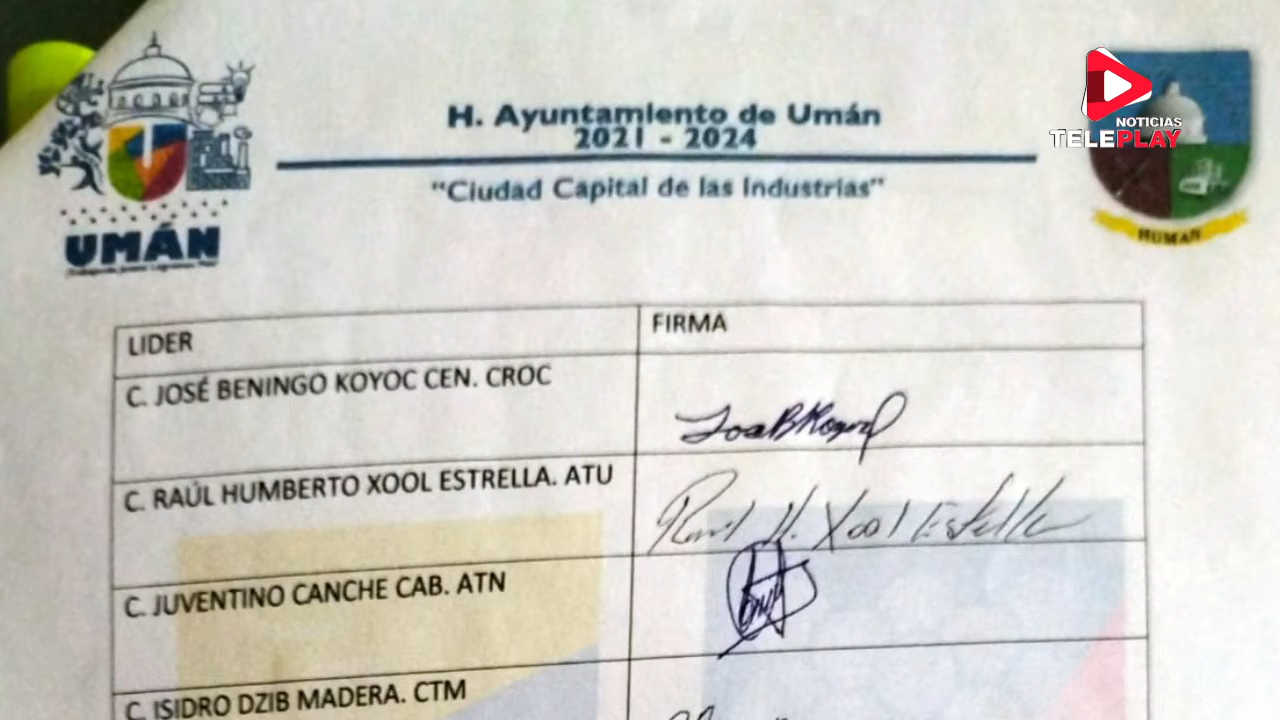 H. Ayuntamiento de Umán
2021 - 2024
"Ciudad Capital de las Industrias"
NOTICIAS
TELEPLAY
UMÁN
HUMAN
LIDER
FIRMA
C. JOSÉ BENINGO KOYOC CEN. CROC
C. RAÚL HUMBERTO XOOL ESTRELLA. ATU
Raul H. Xool Estrella
C. JUVENTINO CANCHE CAB. ATN
C. ISIDRO DZIB MADERA. CTM